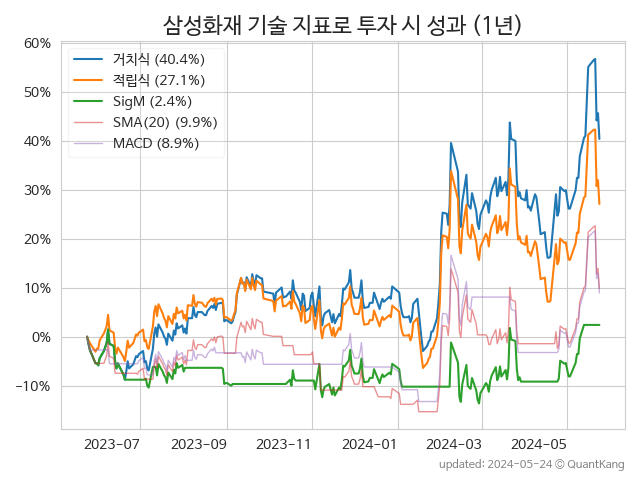 삼성화재 기술 지표로 투자 시 성과 (1년)
60%
50%
40%
30%
20%
10%
0%
−10%
거치식 (40.4%)
적립식 (27.1%)
SigM (2.4%)
SMA(20) (9.9%)
MACD (8.9%)
2023-07 2023-09 2023-11 2024-01 2024-03 2024-05
updated: 2024-05-24 © QuantKang